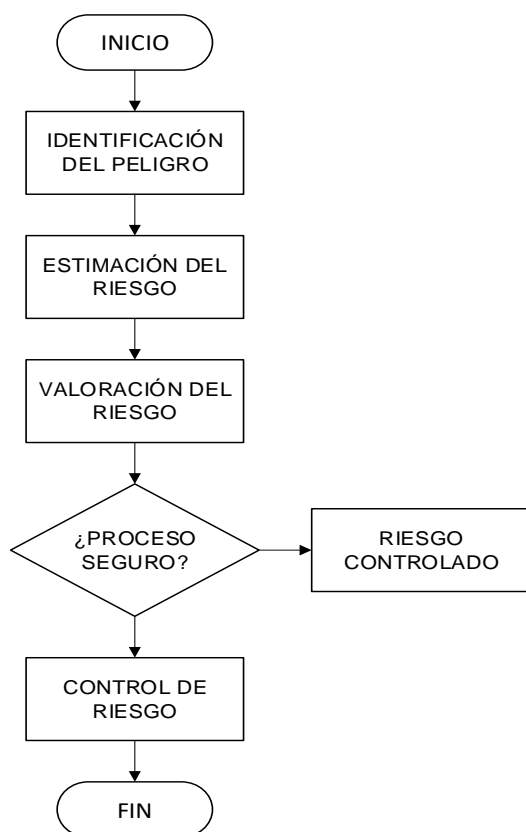 INICIO
IDENTIFICACIÓN
DEL PELIGRO
ESTIMACIÓN DEL
RIESGO
VALORACIÓN DEL
RIESGO
¿PROCESO
SEGURO?
RIESGO
CONTROLADO
CONTROL DE
RIESGO
FIN